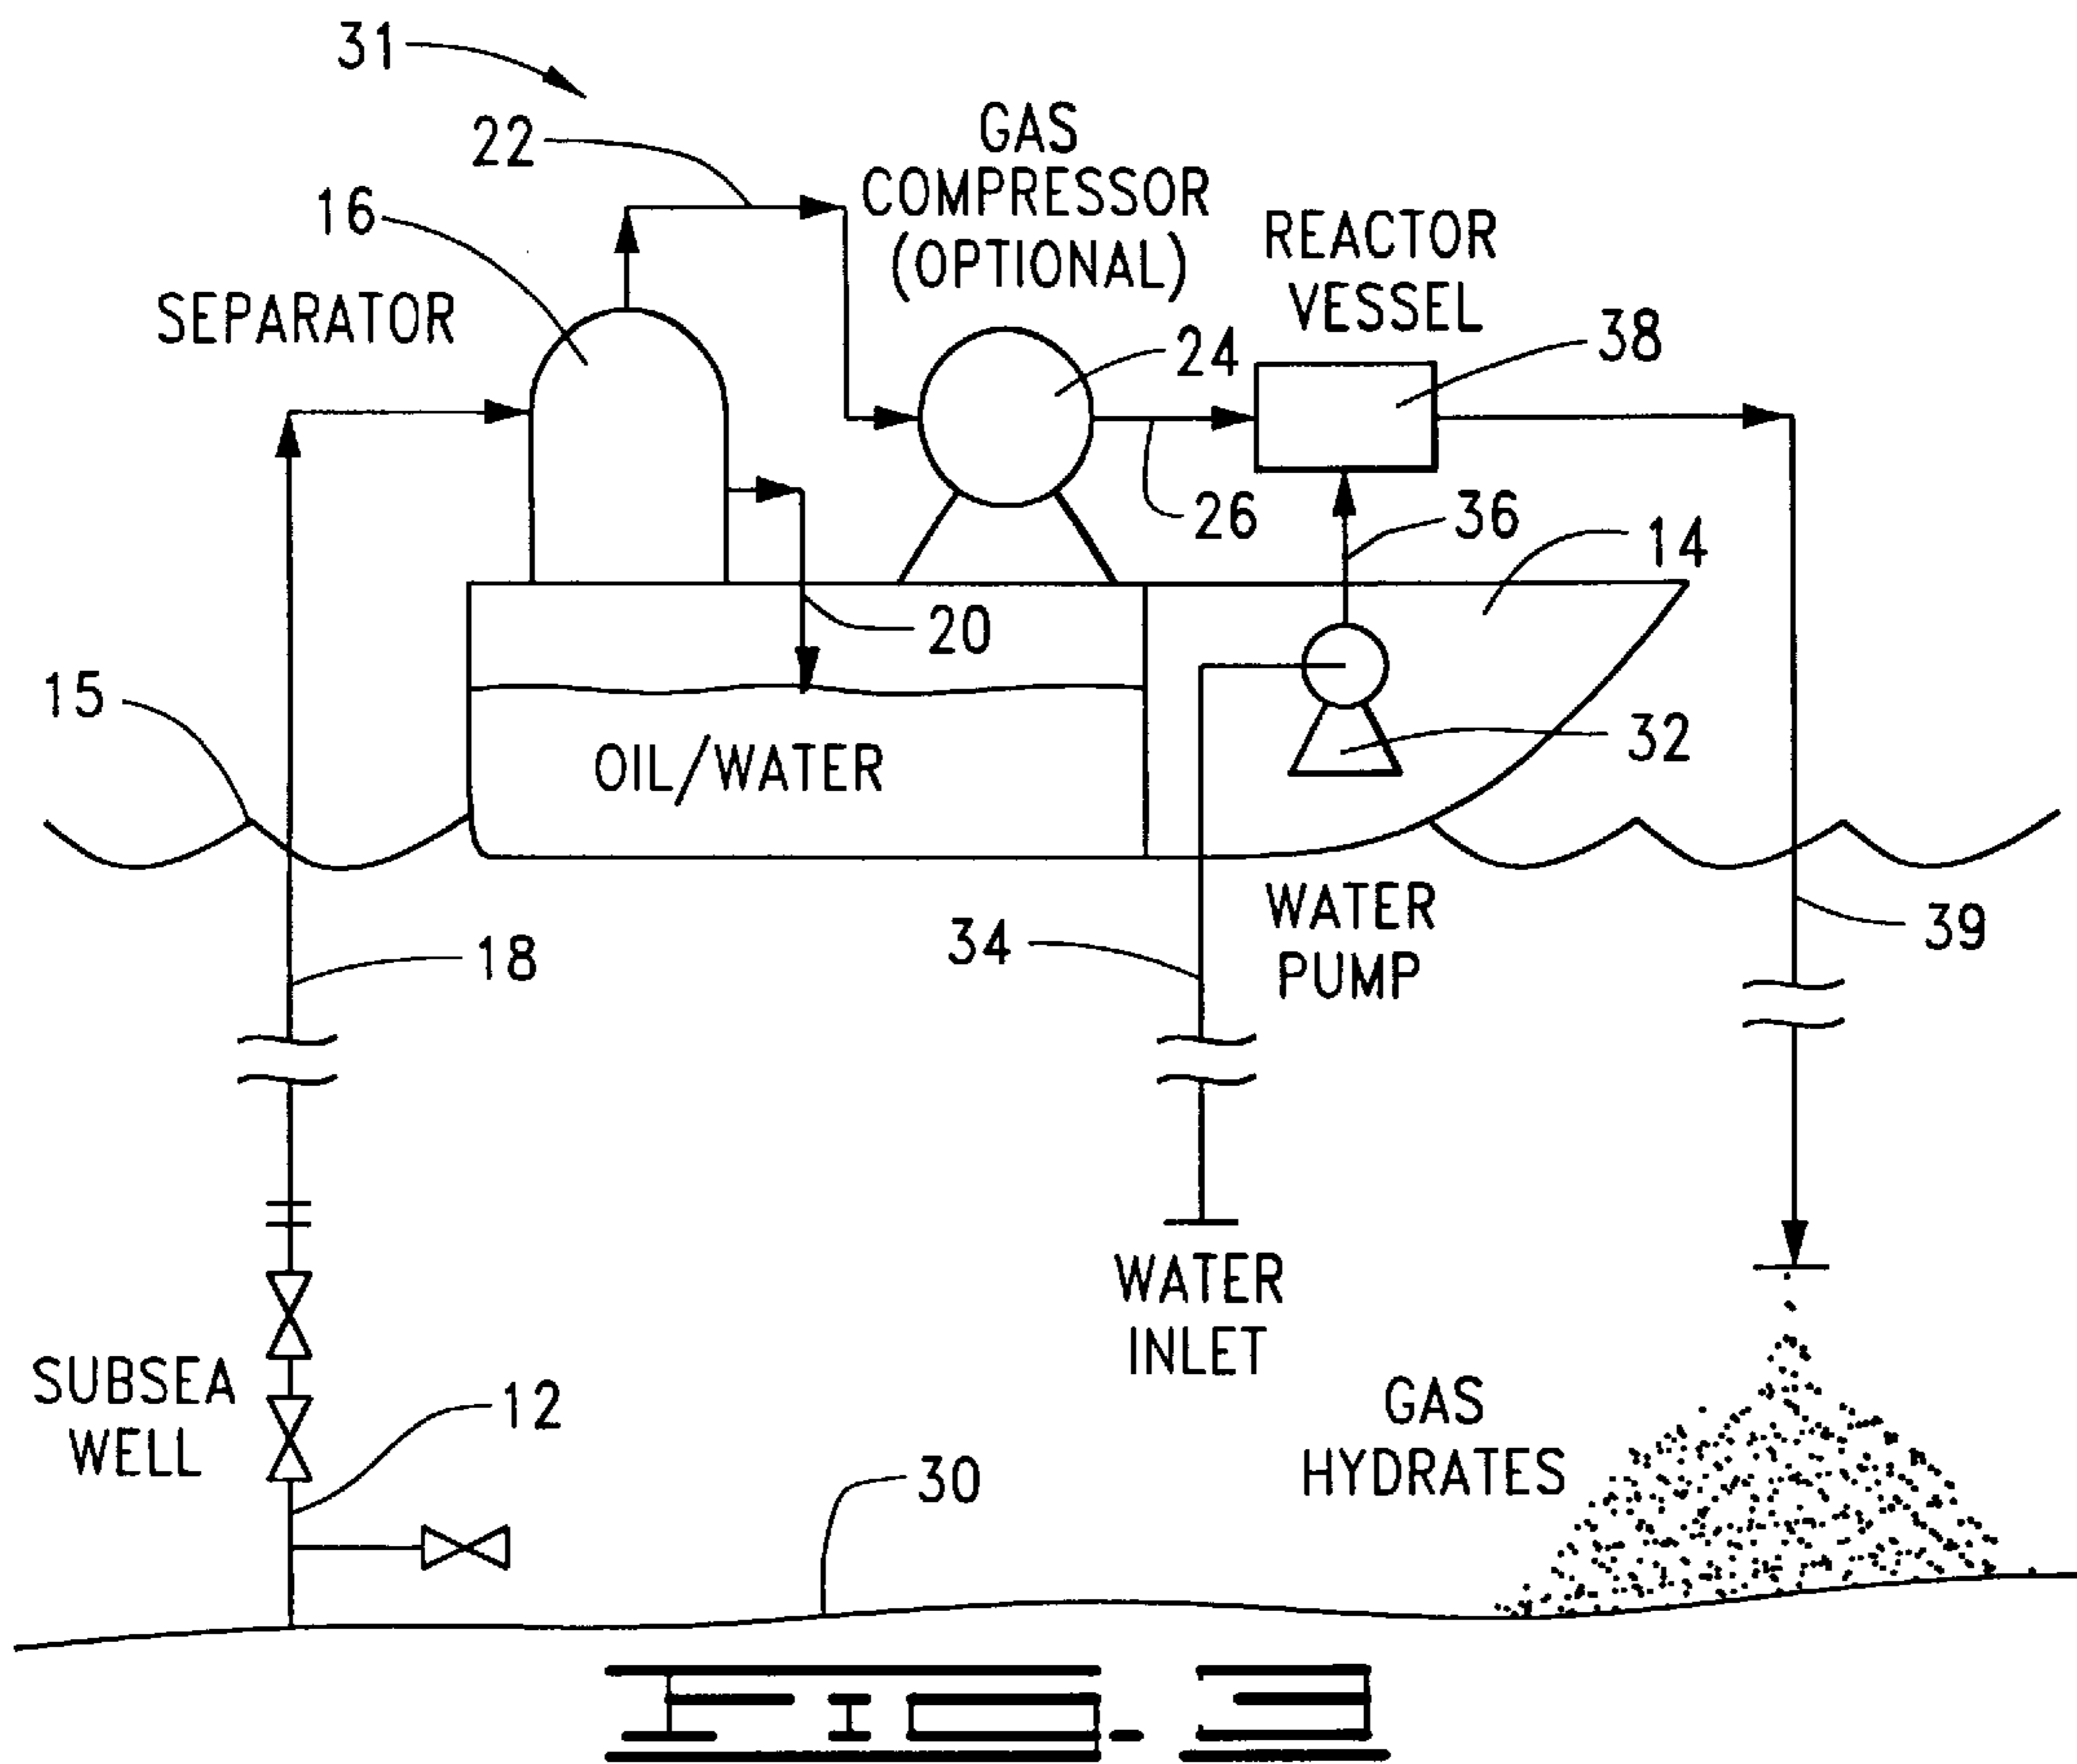 31
22
GAS
COMPRESSOR
(OPTIONAL)
16
REACTOR
VESSEL
SEPARATOR
38
24
26
36
14
20
15
32
OIL/WATER
WATER
PUMP
34
39
18
WATER
INLET
SUBSEA
WELL
12
GAS
HYDRATES
30
FIG. 3